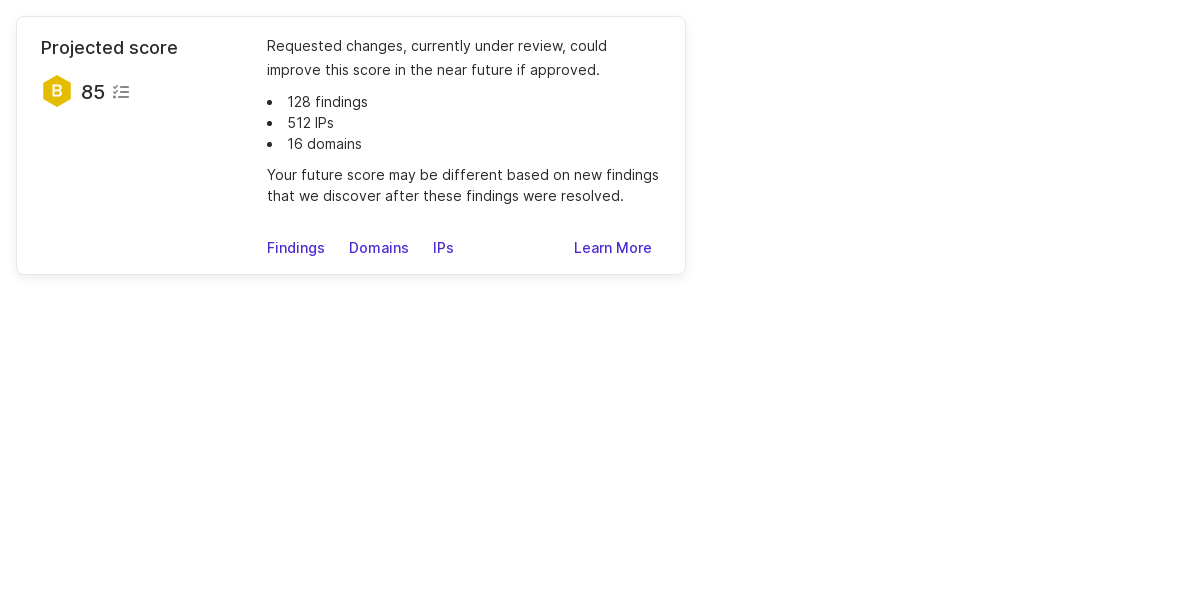 Projected score
B 85
Requested changes, currently under review, could
improve this score in the near future if approved.
128 findings
512 IPs
16 domains
Your future score may be different based on new findings
that we discover after these findings were resolved.
Findings Domains IPs Learn More